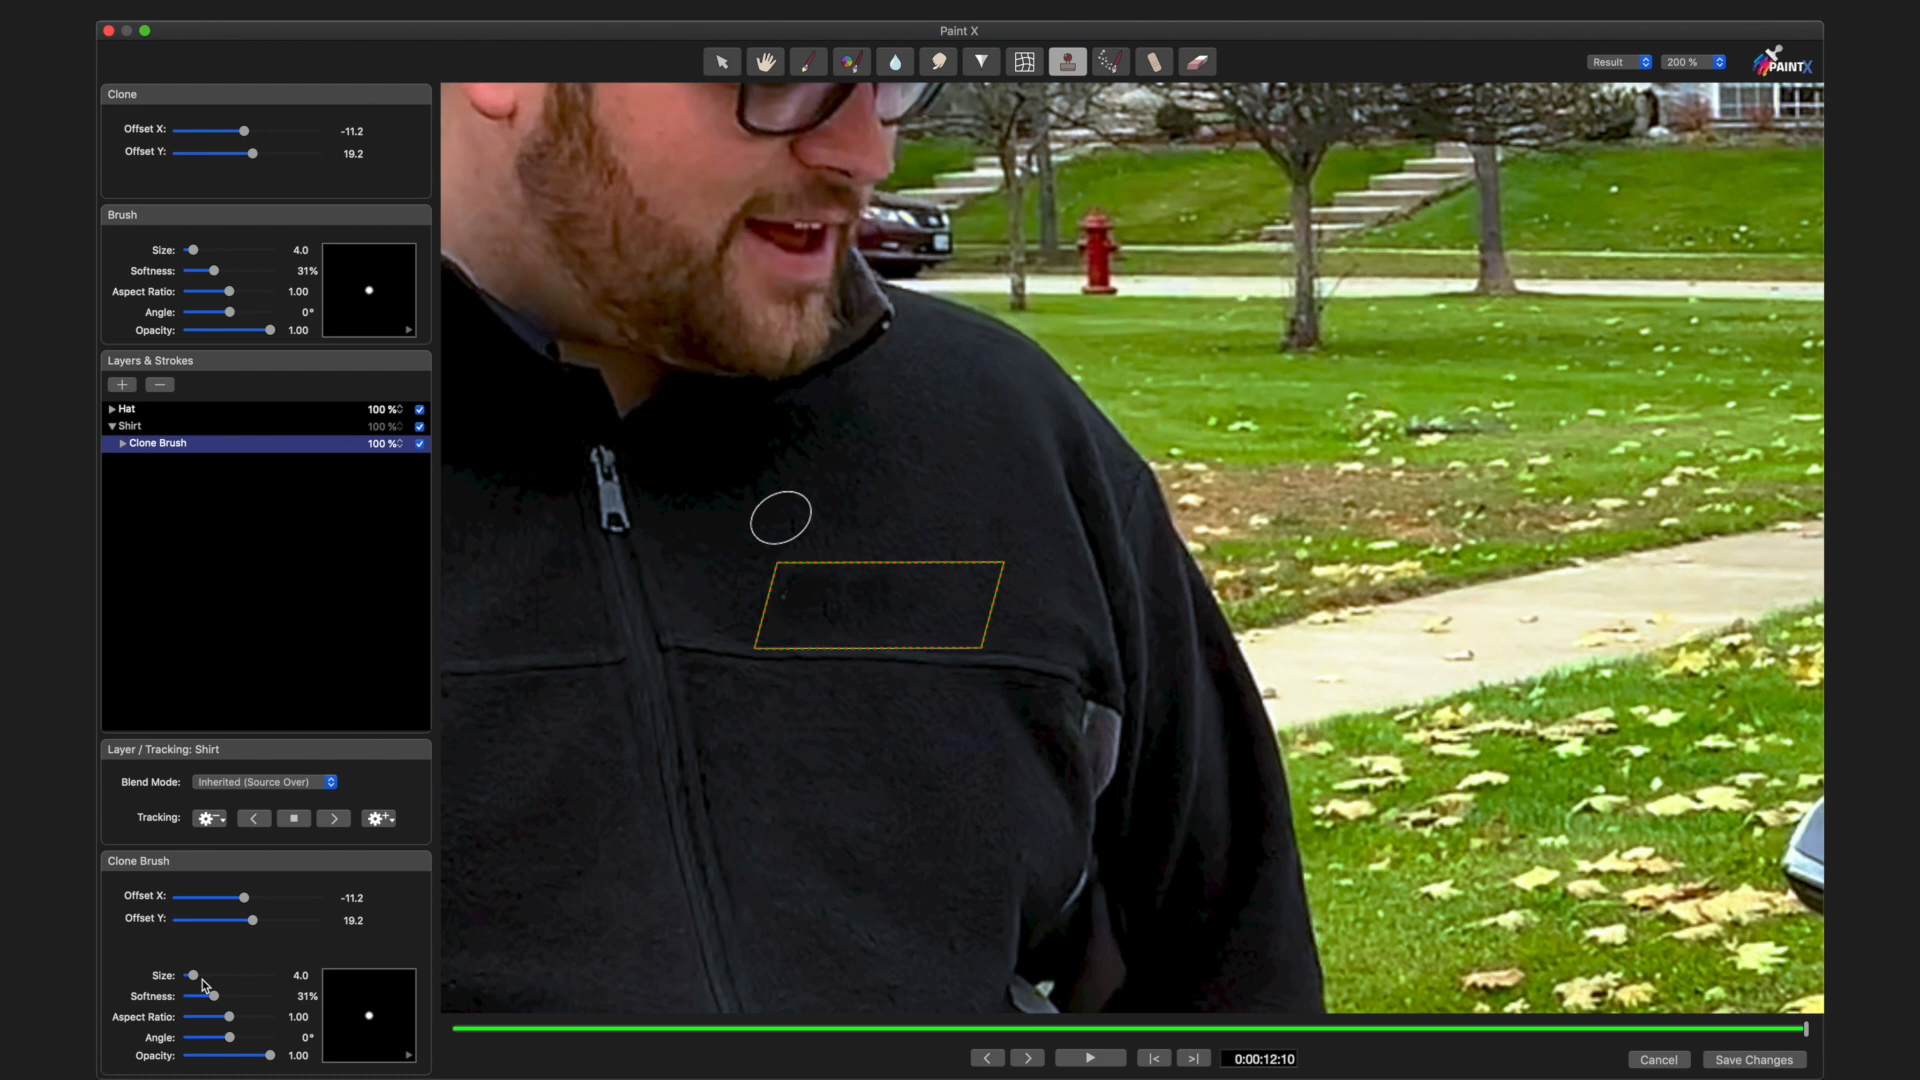 Paint X
Result
200 %
PAINTX
Clone
Offset X: -11.2
Offset Y: 19.2
Brush
Size: 4.0
Softness: 31%
Aspect Ratio: 1.00
Angle: 0°
Opacity: 1.00
Layers & Strokes
Hat 100 %
Shirt 100 %
Clone Brush 100 %
Layer / Tracking: Shirt
Blend Mode: Inherited (Source Over)
Tracking:
Clone Brush
Offset X: -11.2
Offset Y: 19.2
Size: 4.0
Softness: 31%
Aspect Ratio: 1.00
Angle: 0°
Opacity: 1.00
0:00:12:10
Cancel
Save Changes